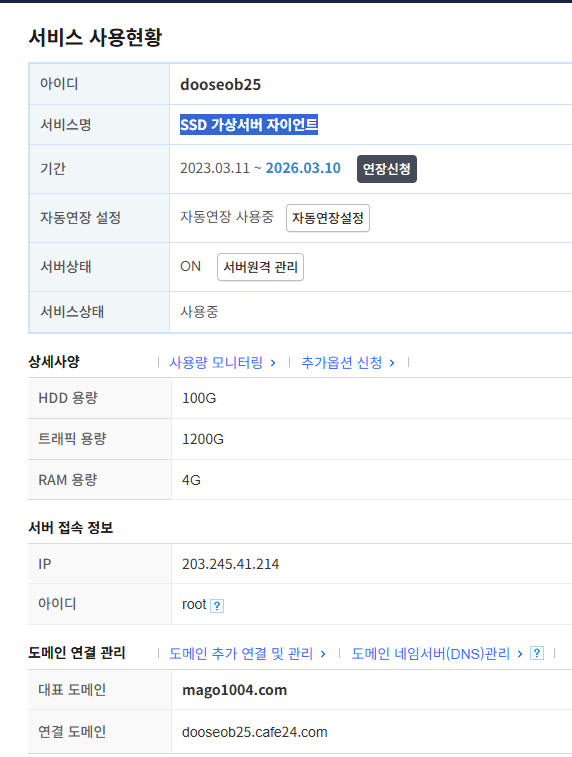 서비스 사용현황
아이디 dooseob25
서비스명 SSD 가상서버 자이언트
기간 2023.03.11 ~ 2026.03.10 연장신청
자동연장 설정 자동연장 사용중 자동연장설정
서버상태 ON 서버원격 관리
서비스상태 사용중
상세사양 | 사용량 모니터링 > | 추가옵션 신청 > |
HDD 용량 100G
트래픽 용량 1200G
RAM 용량 4G
서버 접속 정보
IP 203.245.41.214
아이디 root ?
도메인 연결 관리 | 도메인 추가 연결 및 관리 > | 도메인 네임서버(DNS)관리 > ? |
대표 도메인 mago1004.com
연결 도메인 dooseob25.cafe24.com